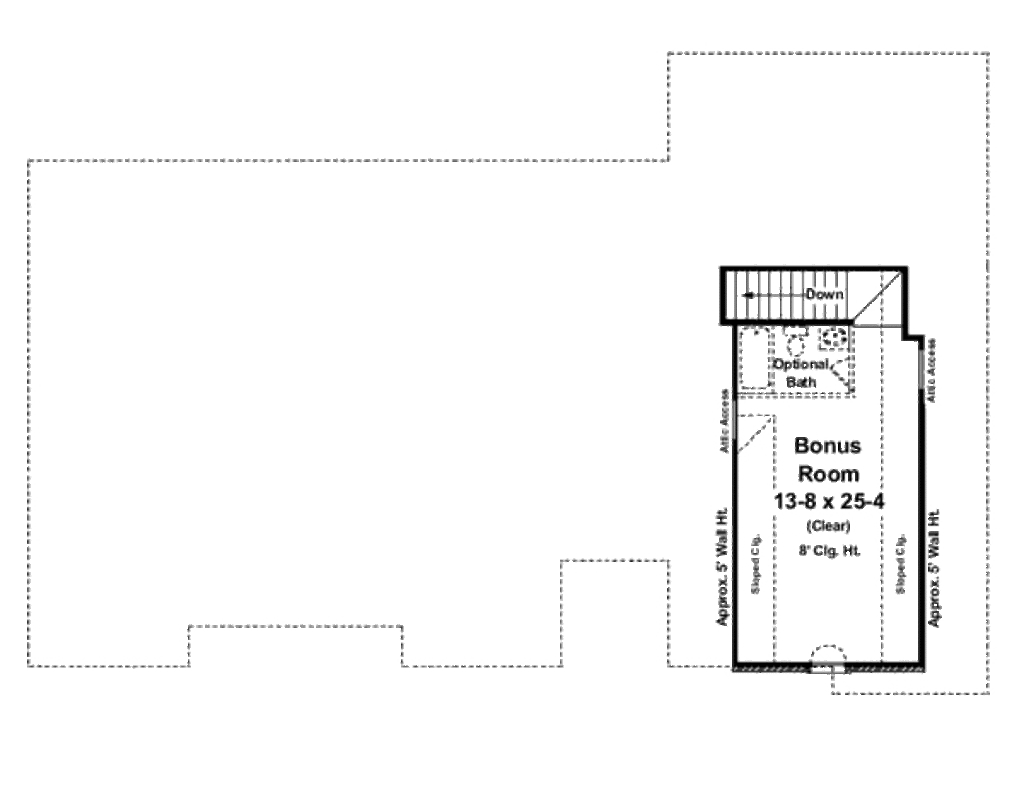 Down
Optional
Bath
Attic Access
Attic Access
Bonus
Room
13-8 x 25-4
(Clear)
8' Clg. Ht.
Approx. 5' Wall Ht.
Sloped Clg.
Sloped Clg.
Approx. 5' Wall Ht.